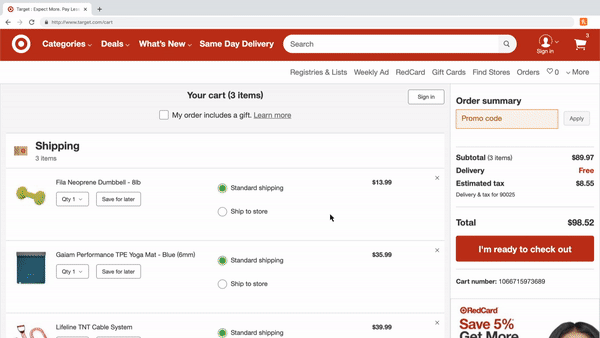 Target : Expect More. Pay Less
http://www.target.com/cart
Categories Deals What's New Same Day Delivery Search Sign in 3
Registries & Lists Weekly Ad RedCard Gift Cards Find Stores Orders 0 More
Your cart (3 items) Sign in
My order includes a gift. Learn more
Shipping
3 items
Fila Neoprene Dumbbell - 8lb
Qty 1 Save for later
Standard shipping
Ship to store
$13.99
Gaiam Performance TPE Yoga Mat - Blue (6mm)
Qty 1 Save for later
Standard shipping
Ship to store
$35.99
Lifeline TNT Cable System
Standard shipping
$39.99
Order summary
Promo code Apply
Subtotal (3 items) $89.97
Delivery Free
Estimated tax $8.55
Delivery & tax for 90025
Total $98.52
I'm ready to check out
Cart number: 1066715973689
REDcard
Save 5%
Get More